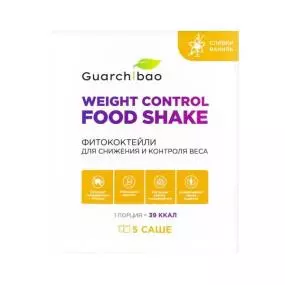 СЛИВКИ
ВАНИЛЬ
Guarchibao
WEIGHT CONTROL
FOOD SHAKE
ФИТОКОКТЕЙЛИ
ДЛЯ СНИЖЕНИЯ И КОНТРОЛЯ ВЕСА
1 ПОРЦИЯ = 39 ККАЛ
5 САШЕ